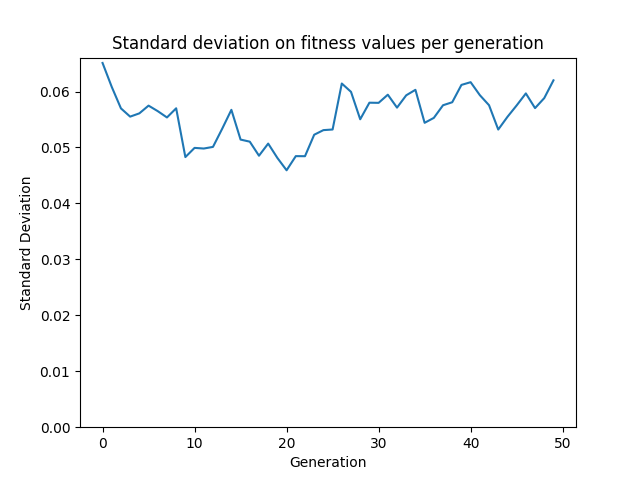 Standard deviation on fitness values per generation
0.06
0.05
0.04
0.03
0.02
0.01
0.00
Standard Deviation
0 10 20 30 40 50
Generation